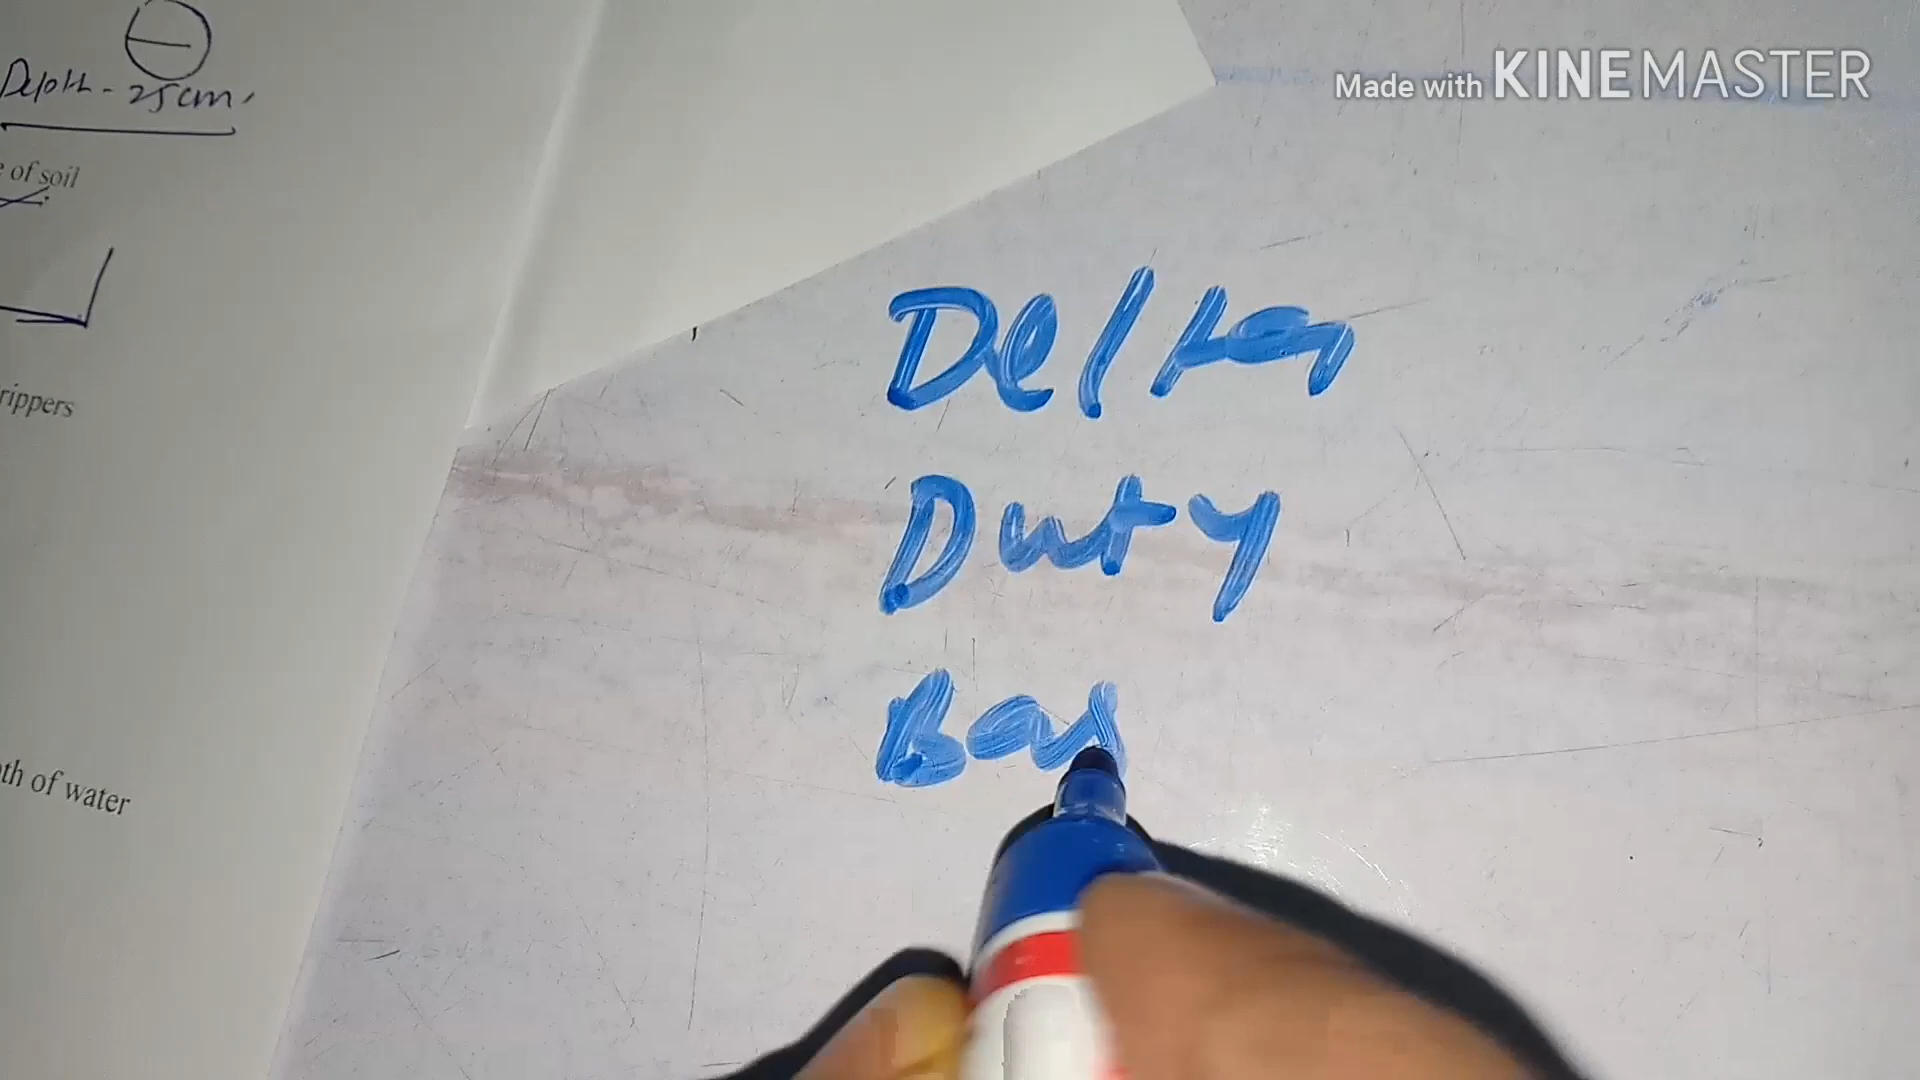 Depth - 25cm.
of soil
rippers
th of water
Made with KINEMASTER
Delta
Duty
Bas